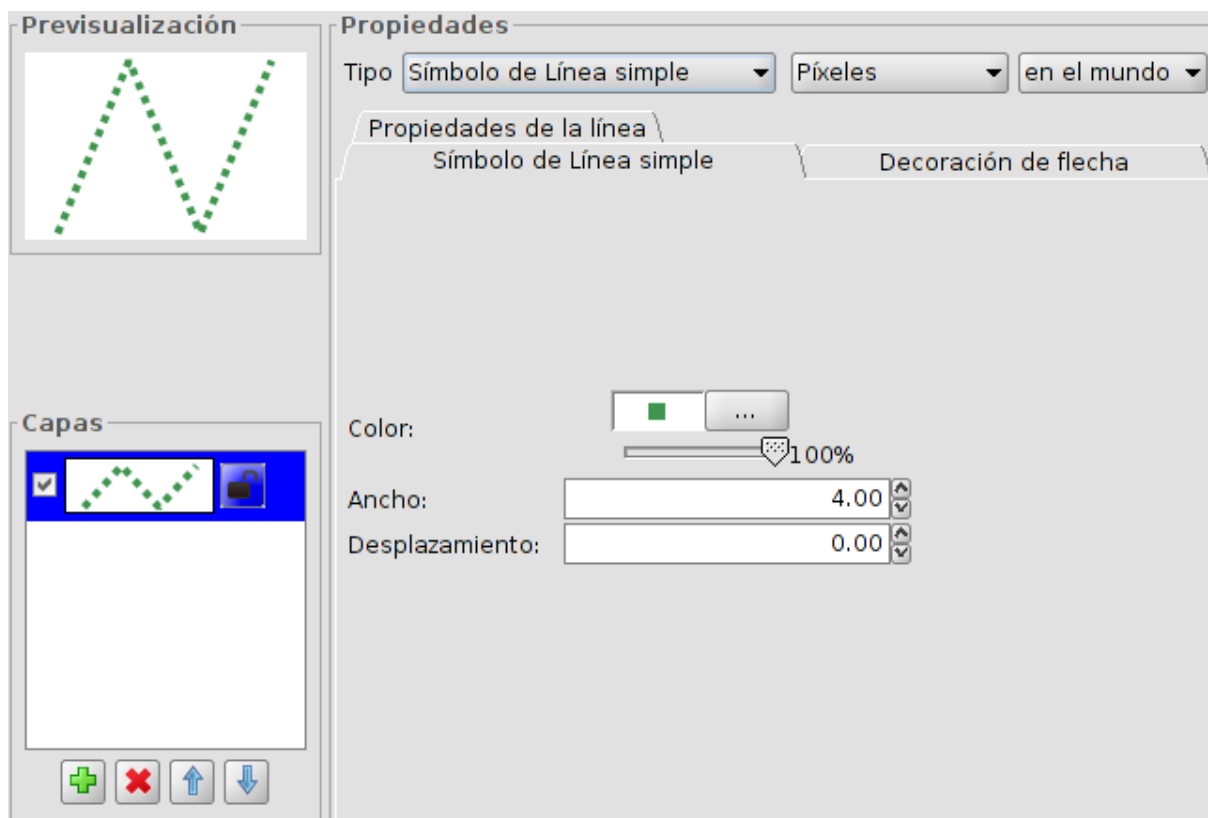 Previsualización
Propiedades
Tipo Símbolo de Línea simple Píxeles en el mundo
Propiedades de la línea
Símbolo de Línea simple Decoración de flecha
Capas
Color: ...
100%
Ancho: 4.00
Desplazamiento: 0.00